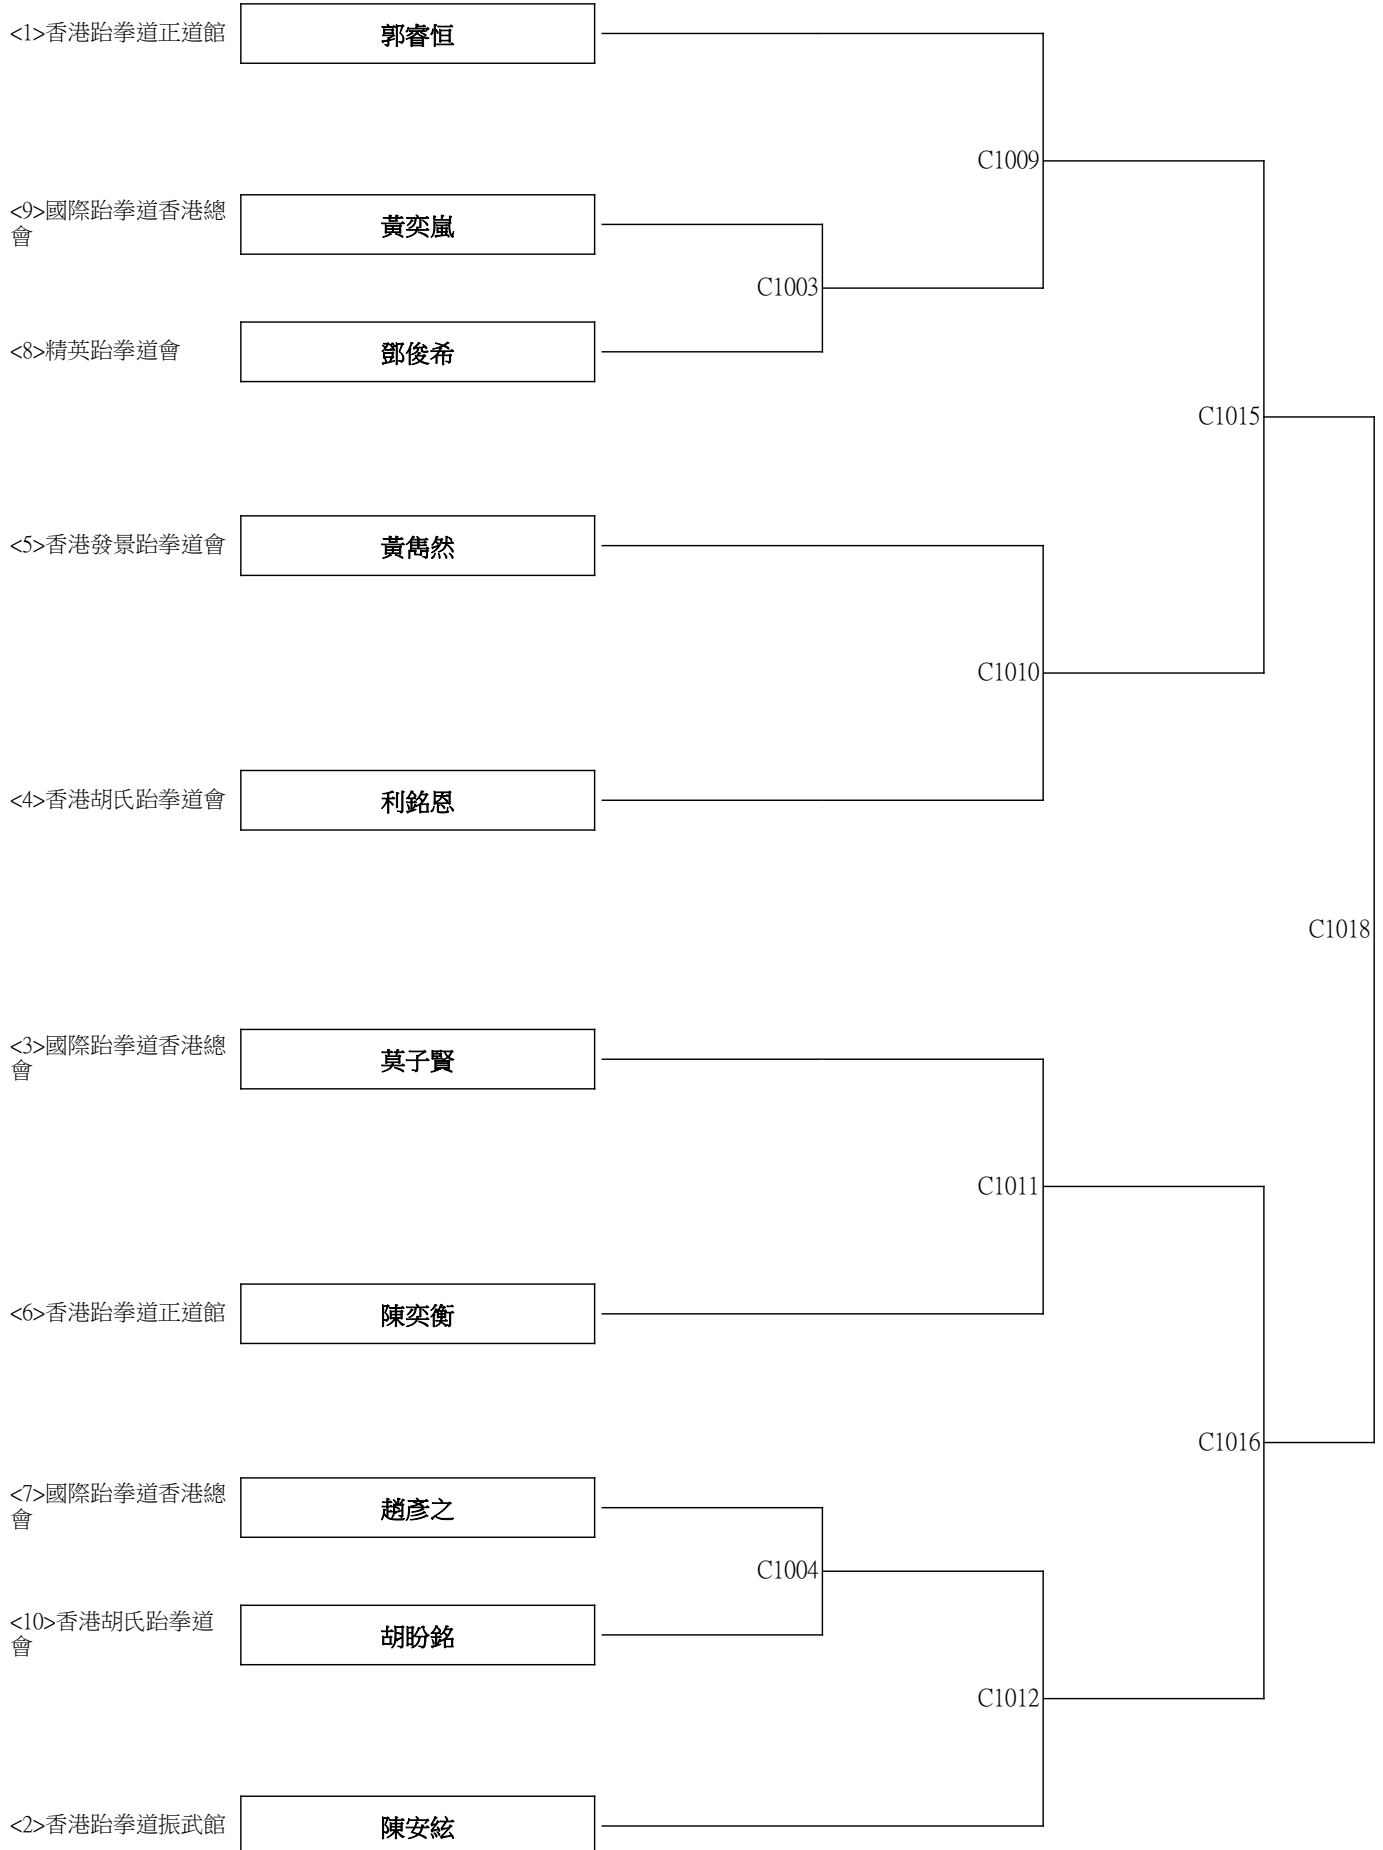 <1>香港跆拳道正道館
郭睿恒
C1009
<9>國際跆拳道香港總
會
黃奕嵐
C1003
<8>精英跆拳道會
鄧俊希
C1015
<5>香港發景跆拳道會
黃雋然
C1010
<4>香港胡氏跆拳道會
利銘恩
C1018
<3>國際跆拳道香港總
會
莫子賢
C1011
<6>香港跆拳道正道館
陳奕衡
C1016
<7>國際跆拳道香港總
會
趙彥之
C1004
<10>香港胡氏跆拳道
會
胡盼銘
C1012
<2>香港跆拳道振武館
陳安絃